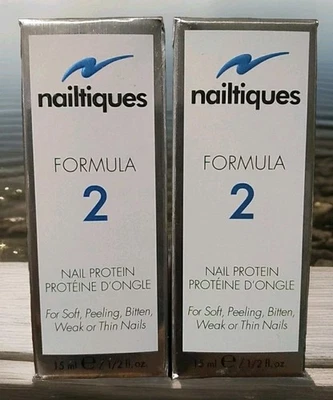 nailtiques
FORMULA
2
NAIL PROTEIN
PROTÉINE D'ONGLE
For Soft, Peeling, Bitten,
Weak or Thin Nails
15 ml ℮ / 1/2 fl. oz.
nailtiques
FORMULA
2
NAIL PROTEIN
PROTÉINE D'ONGLE
For Soft, Peeling, Bitten,
Weak or Thin Nails
15 ml ℮ / 1/2 fl. oz.